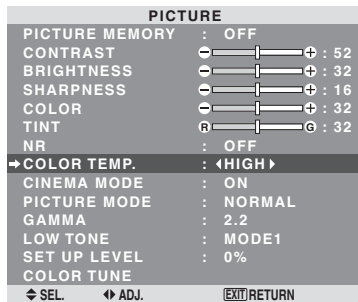 PICTURE
PICTURE MEMORY : OFF
CONTRAST - + : 52
BRIGHTNESS - + : 32
SHARPNESS - + : 16
COLOR - + : 32
TINT R G : 32
NR : OFF
→ COLOR TEMP. : ◀ HIGH ▶
CINEMA MODE : ON
PICTURE MODE : NORMAL
GAMMA : 2.2
LOW TONE : MODE1
SET UP LEVEL : 0%
COLOR TUNE
SEL. ADJ. EXIT RETURN